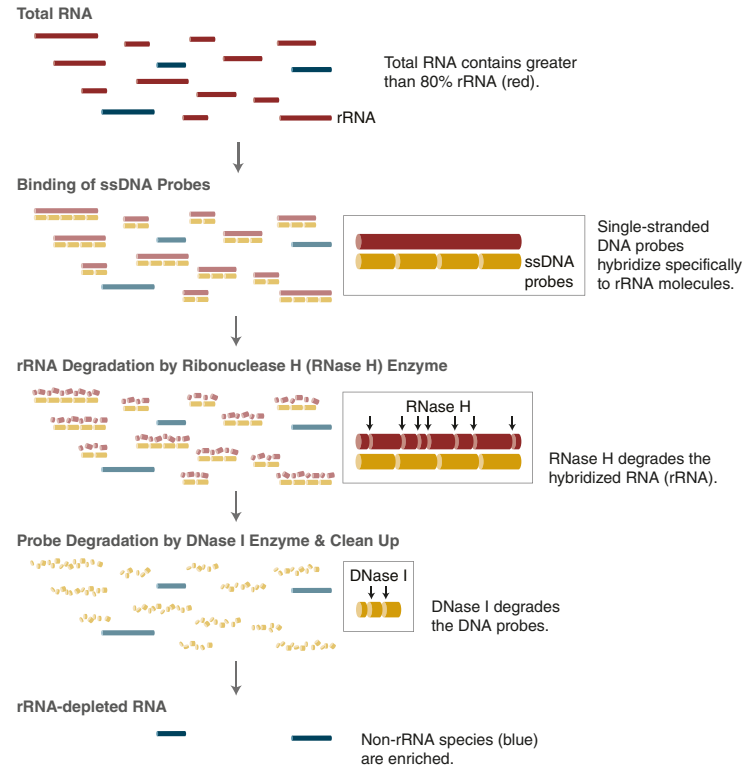 Total RNA
Total RNA contains greater
than 80% rRNA (red).
rRNA
Binding of ssDNA Probes
ssDNA
probes
Single-stranded
DNA probes
hybridize specifically
to rRNA molecules.
rRNA Degradation by Ribonuclease H (RNase H) Enzyme
RNase H
RNase H degrades the
hybridized RNA (rRNA).
Probe Degradation by DNase I Enzyme & Clean Up
DNase I
DNase I degrades
the DNA probes.
rRNA-depleted RNA
Non-rRNA species (blue)
are enriched.